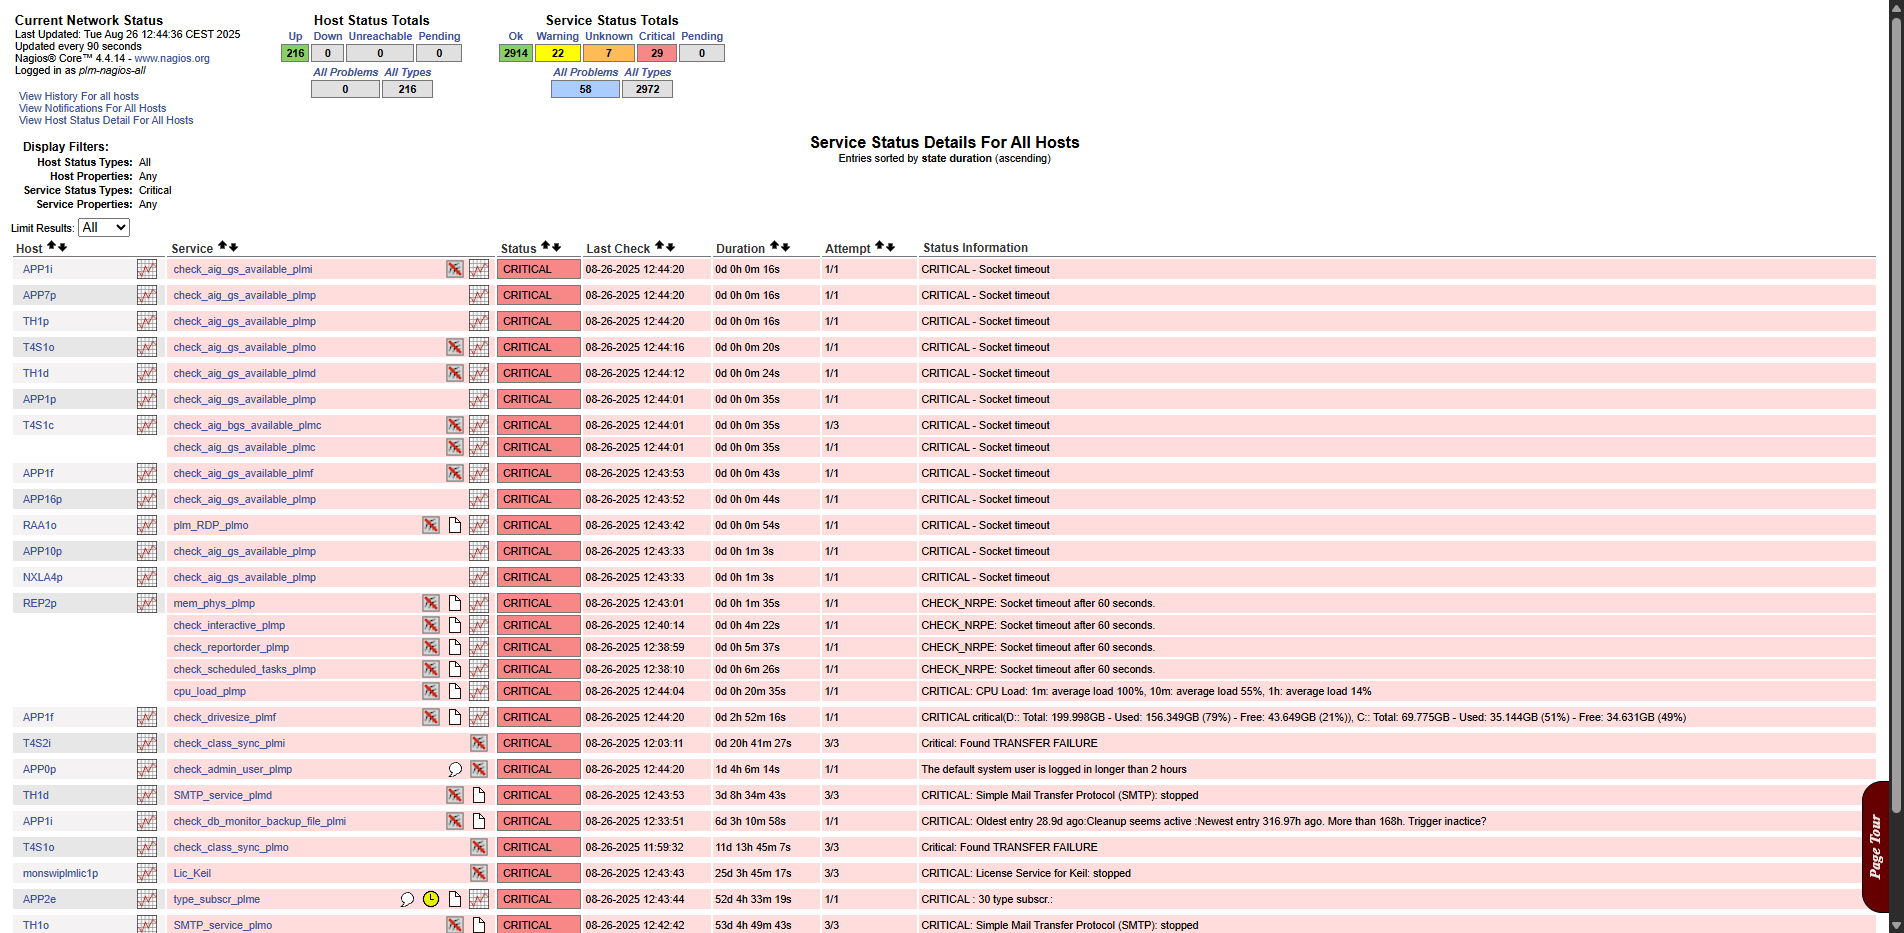 Current Network Status
Last Updated: Tue Aug 26 12:44:36 CEST 2025
Updated every 90 seconds
Nagios® Core™ 4.4.14 - www.nagios.org
Logged in as plm-nagios-all
View History For all hosts
View Notifications For All Hosts
View Host Status Detail For All Hosts
Host Status Totals
Up Down Unreachable Pending
216 0 0 0
All Problems All Types
0 216
Service Status Totals
Ok Warning Unknown Critical Pending
2914 22 7 29 0
All Problems All Types
58 2972
Display Filters:
Host Status Types: All
Host Properties: Any
Service Status Types: Critical
Service Properties: Any
Service Status Details For All Hosts
Entries sorted by state duration (ascending)
Limit Results: All
Host Service Status Last Check Duration Attempt Status Information
APP1i check_aig_gs_available_plmi CRITICAL 08-26-2025 12:44:20 0d 0h 0m 16s 1/1 CRITICAL - Socket timeout
APP7p check_aig_gs_available_plmp CRITICAL 08-26-2025 12:44:20 0d 0h 0m 16s 1/1 CRITICAL - Socket timeout
TH1p check_aig_gs_available_plmp CRITICAL 08-26-2025 12:44:20 0d 0h 0m 16s 1/1 CRITICAL - Socket timeout
T4S1o check_aig_gs_available_plmo CRITICAL 08-26-2025 12:44:16 0d 0h 0m 20s 1/1 CRITICAL - Socket timeout
TH1d check_aig_gs_available_plmd CRITICAL 08-26-2025 12:44:12 0d 0h 0m 24s 1/1 CRITICAL - Socket timeout
APP1p check_aig_gs_available_plmp CRITICAL 08-26-2025 12:44:01 0d 0h 0m 35s 1/1 CRITICAL - Socket timeout
T4S1c check_aig_bgs_available_plmc CRITICAL 08-26-2025 12:44:01 0d 0h 0m 35s 1/3 CRITICAL - Socket timeout
check_aig_gs_available_plmc CRITICAL 08-26-2025 12:44:01 0d 0h 0m 35s 1/1 CRITICAL - Socket timeout
APP1f check_aig_gs_available_plmf CRITICAL 08-26-2025 12:43:53 0d 0h 0m 43s 1/1 CRITICAL - Socket timeout
APP16p check_aig_gs_available_plmp CRITICAL 08-26-2025 12:43:52 0d 0h 0m 44s 1/1 CRITICAL - Socket timeout
RAA1o plm_RDP_plmo CRITICAL 08-26-2025 12:43:42 0d 0h 0m 54s 1/1 CRITICAL - Socket timeout
APP10p check_aig_gs_available_plmp CRITICAL 08-26-2025 12:43:33 0d 0h 1m 3s 1/1 CRITICAL - Socket timeout
NXLA4p check_aig_gs_available_plmp CRITICAL 08-26-2025 12:43:33 0d 0h 1m 3s 1/1 CRITICAL - Socket timeout
REP2p mem_phys_plmp CRITICAL 08-26-2025 12:43:01 0d 0h 1m 35s 1/1 CHECK_NRPE: Socket timeout after 60 seconds.
check_interactive_plmp CRITICAL 08-26-2025 12:40:14 0d 0h 4m 22s 1/1 CHECK_NRPE: Socket timeout after 60 seconds.
check_reportorder_plmp CRITICAL 08-26-2025 12:38:59 0d 0h 5m 37s 1/1 CHECK_NRPE: Socket timeout after 60 seconds.
check_scheduled_tasks_plmp CRITICAL 08-26-2025 12:38:10 0d 0h 6m 26s 1/1 CHECK_NRPE: Socket timeout after 60 seconds.
cpu_load_plmp CRITICAL 08-26-2025 12:44:04 0d 0h 20m 35s 1/1 CRITICAL: CPU Load: 1m: average load 100%, 10m: average load 55%, 1h: average load 14%
APP1f check_drivesize_plmf CRITICAL 08-26-2025 12:44:20 0d 2h 52m 16s 1/1 CRITICAL critical(D:: Total: 199.998GB - Used: 156.349GB (79%) - Free: 43.649GB (21%)), C:: Total: 69.775GB - Used: 35.144GB (51%) - Free: 34.631GB (49%)
T4S2i check_class_sync_plmi CRITICAL 08-26-2025 12:03:11 0d 20h 41m 27s 3/3 Critical: Found TRANSFER FAILURE
APP0p check_admin_user_plmp CRITICAL 08-26-2025 12:44:20 1d 4h 6m 14s 1/1 The default system user is logged in longer than 2 hours
TH1d SMTP_service_plmd CRITICAL 08-26-2025 12:43:53 3d 8h 34m 43s 3/3 CRITICAL: Simple Mail Transfer Protocol (SMTP): stopped
APP1i check_db_monitor_backup_file_plmi CRITICAL 08-26-2025 12:33:51 6d 3h 10m 58s 1/1 CRITICAL: Oldest entry 28.9d ago:Cleanup seems active :Newest entry 316.97h ago. More than 168h. Trigger inactice?
T4S1o check_class_sync_plmo CRITICAL 08-26-2025 11:59:32 11d 13h 45m 7s 3/3 Critical: Found TRANSFER FAILURE
monswiplmlic1p Lic_Keil CRITICAL 08-26-2025 12:43:43 25d 3h 45m 17s 3/3 CRITICAL: License Service for Keil: stopped
APP2e type_subscr_plme CRITICAL 08-26-2025 12:43:44 52d 4h 33m 19s 1/1 CRITICAL : 30 type subscr.:
TH1o SMTP_service_plmo CRITICAL 08-26-2025 12:42:42 53d 4h 49m 43s 3/3 CRITICAL: Simple Mail Transfer Protocol (SMTP): stopped
Page Tour